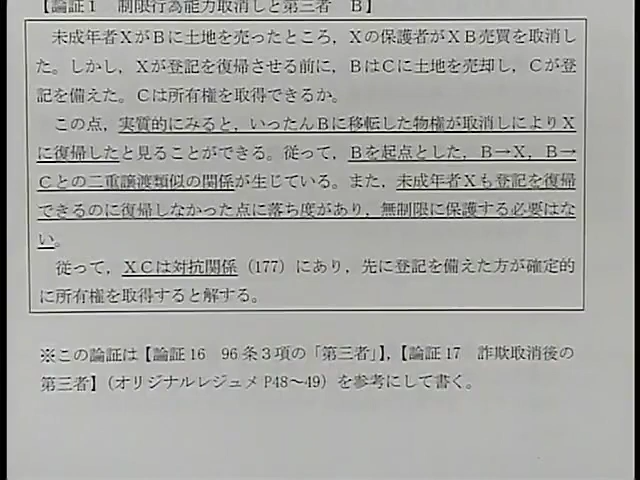 【論証1　制限行為能力取消しと第三者　B】
未成年者XがBに土地を売ったところ，Xの保護者がXB売買を取消し
た。しかし，Xが登記を復帰させる前に，BはCに土地を売却し，Cが登
記を備えた。Cは所有権を取得できるか。
この点，実質的にみると，いったんBに移転した物権が取消しによりX
に復帰したと見ることができる。従って，Bを起点とした，B→X，B→
Cとの二重譲渡類似の関係が生じている。また，未成年者Xも登記を復帰
できるのに復帰しなかった点に落ち度があり，無制限に保護する必要はな
い。
従って，XCは対抗関係（177）にあり，先に登記を備えた方が確定的
に所有権を取得すると解する。
※この論証は【論証16　96条3項の「第三者」】，【論証17　詐欺取消後の
第三者】（オリジナルレジュメP48～49）を参考にして書く。